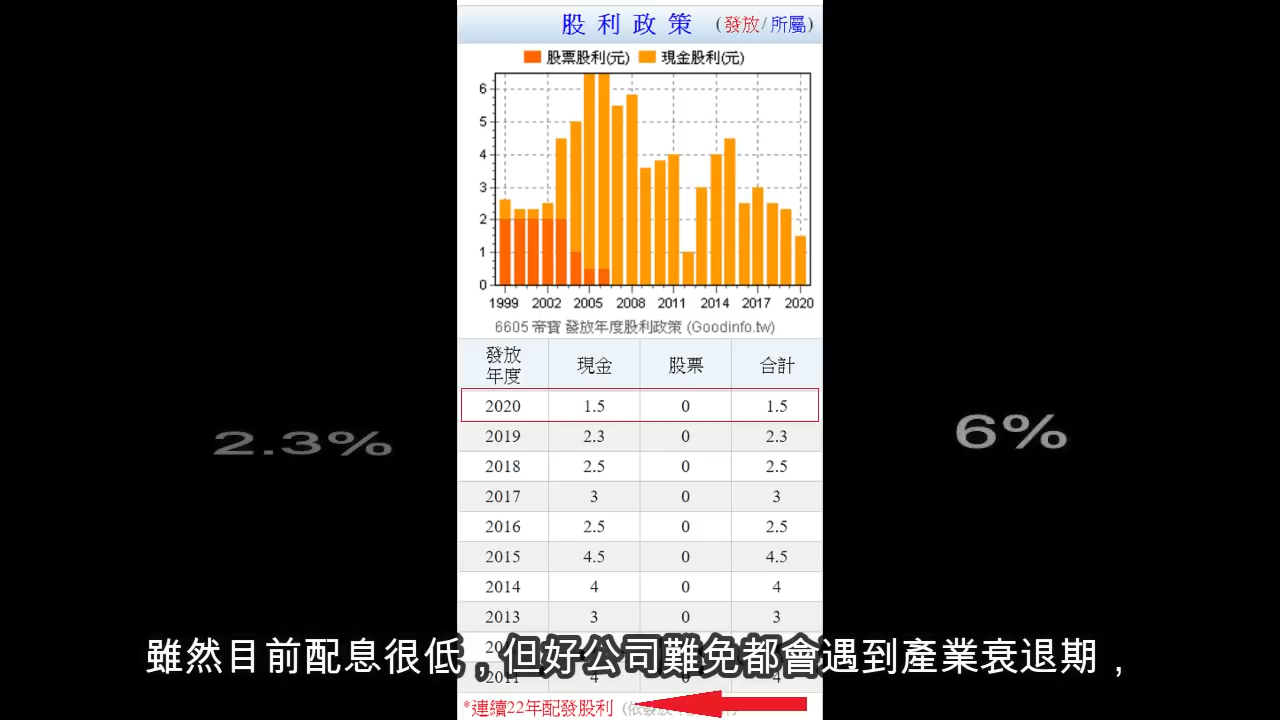 股利政策 (發放/所屬)
股票股利(元) 現金股利(元)
6
5
4
3
2
1
0
1999 2002 2005 2008 2011 2014 2017 2020
6605 帝寶 發放年度股利政策 (Goodinfo.tw)
發放年度 現金 股票 合計
2020 1.5 0 1.5
2019 2.3 0 2.3
2.3%
6%
2018 2.5 0 2.5
2017 3 0 3
2016 2.5 0 2.5
2015 4.5 0 4.5
2014 4 0 4
2013 3 0 3
雖然目前配息很低，但好公司難免都會遇到產業衰退期，
2011 4 4
*連續22年配發股利